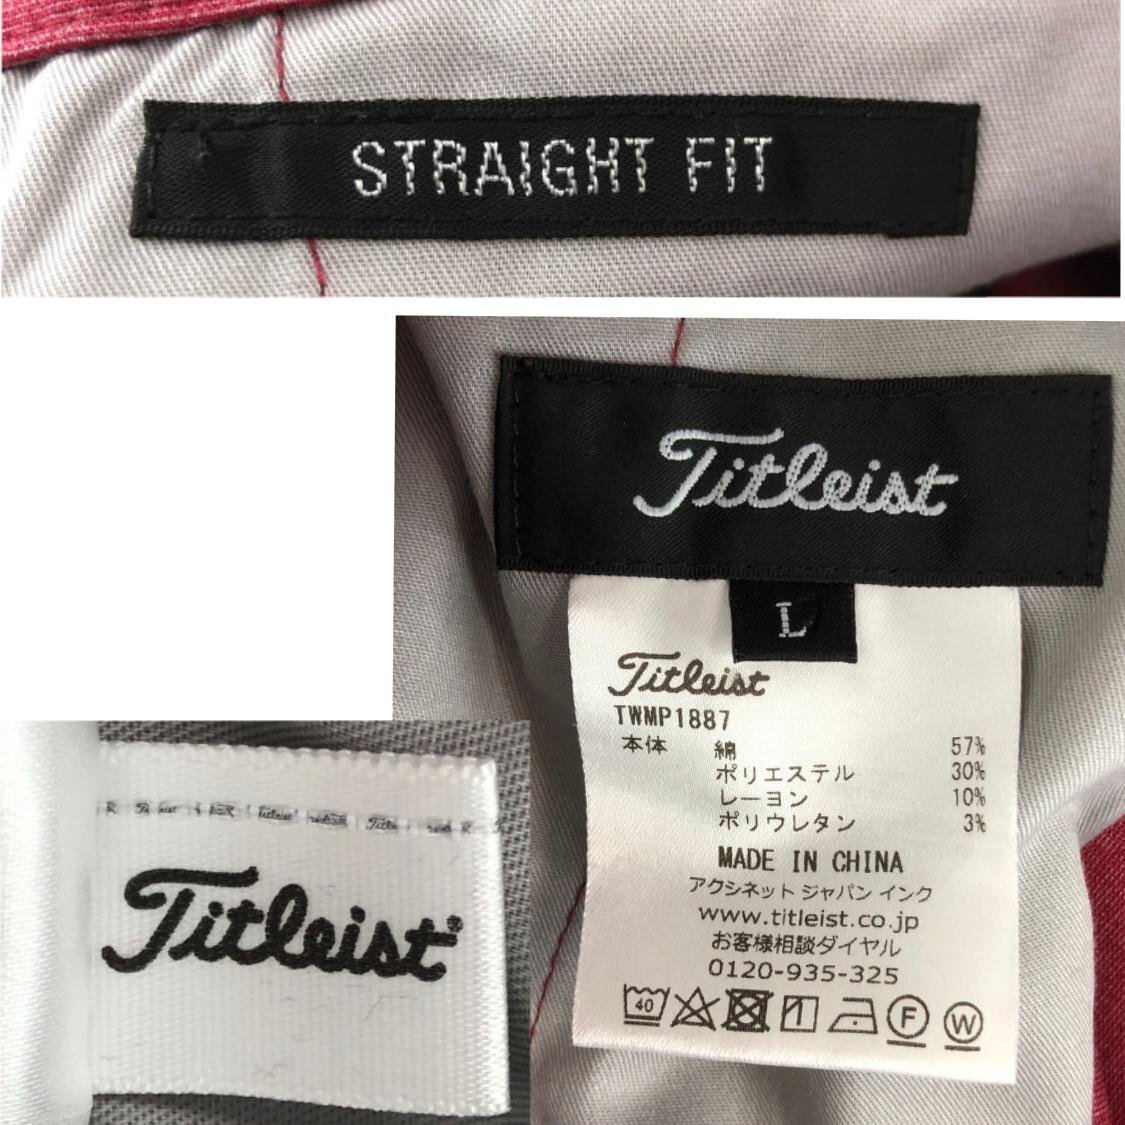 STRAIGHT FIT
Titleist
L
Titleist
TWMP1887
本体 綿 57%
ポリエステル 30%
レーヨン 10%
ポリウレタン 3%
MADE IN CHINA
アクシネット ジャパン インク
www.titleist.co.jp
お客様相談ダイヤル
0120-935-325
40 F W
Titleist®